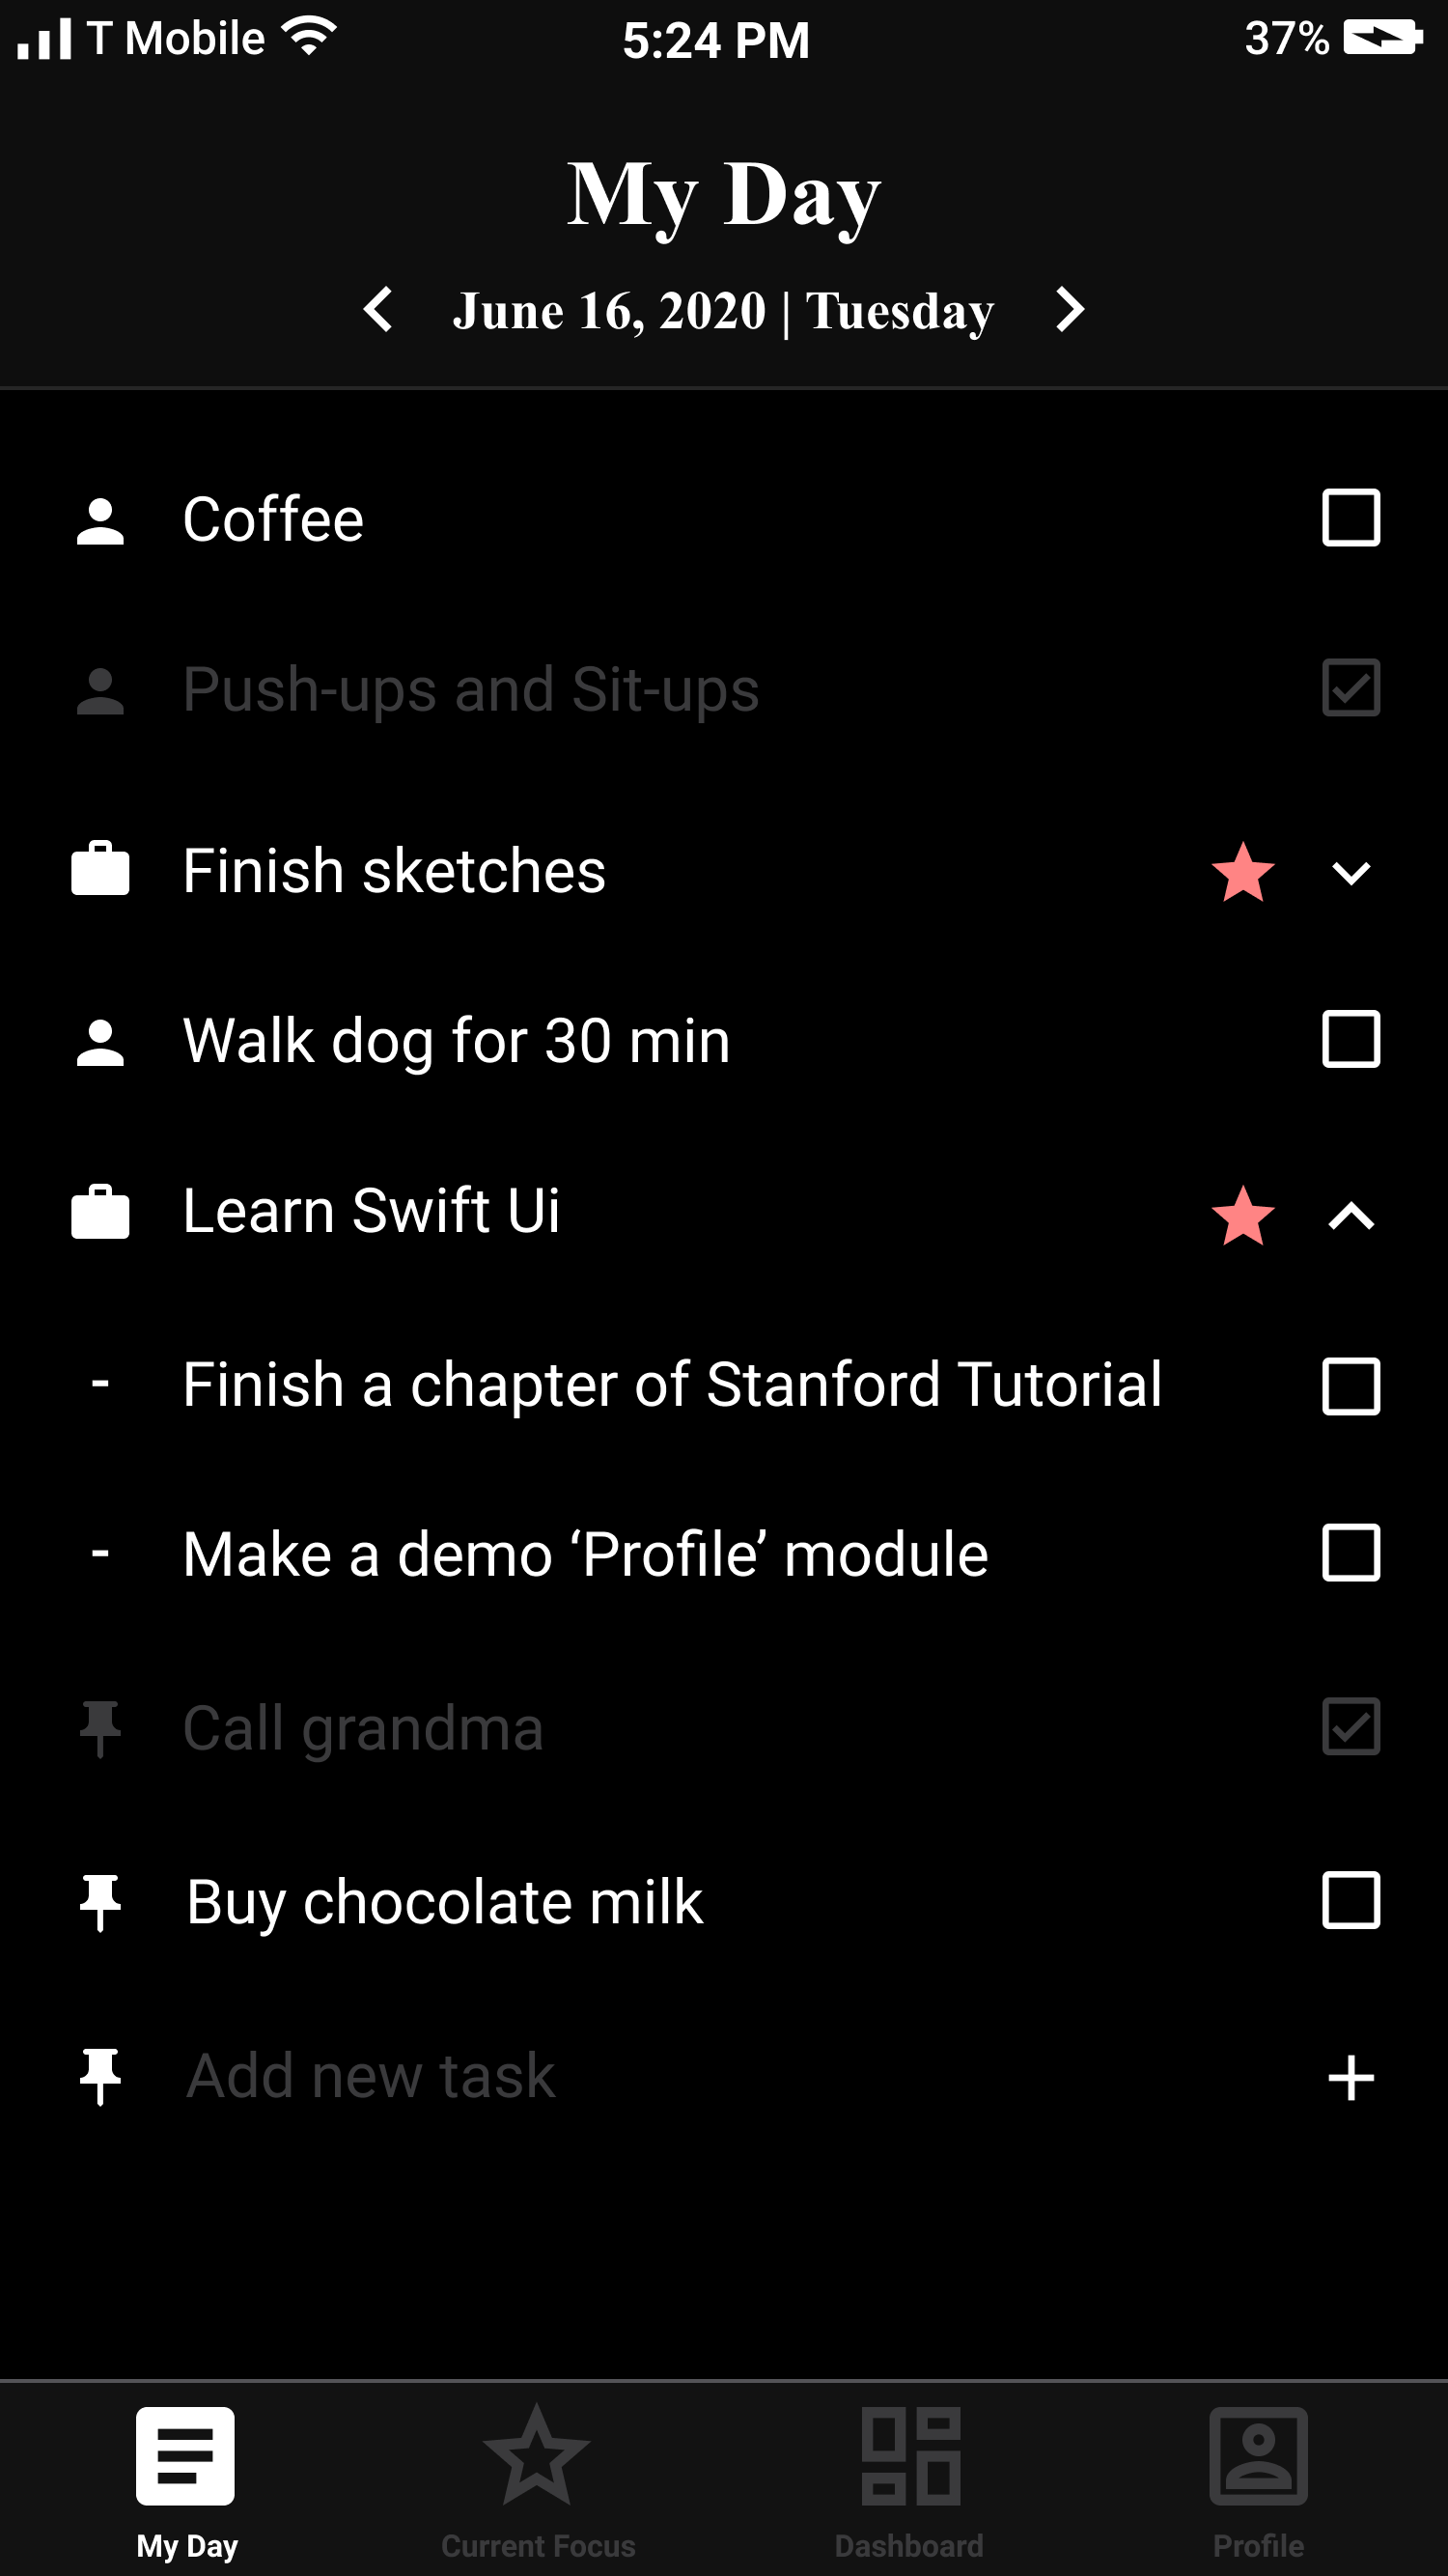 T Mobile 5:24 PM 37%
My Day
June 16, 2020 | Tuesday
Coffee
Push-ups and Sit-ups
Finish sketches
Walk dog for 30 min
Learn Swift Ui
- Finish a chapter of Stanford Tutorial
- Make a demo ‘Profile’ module
Call grandma
Buy chocolate milk
Add new task
My Day Current Focus Dashboard Profile